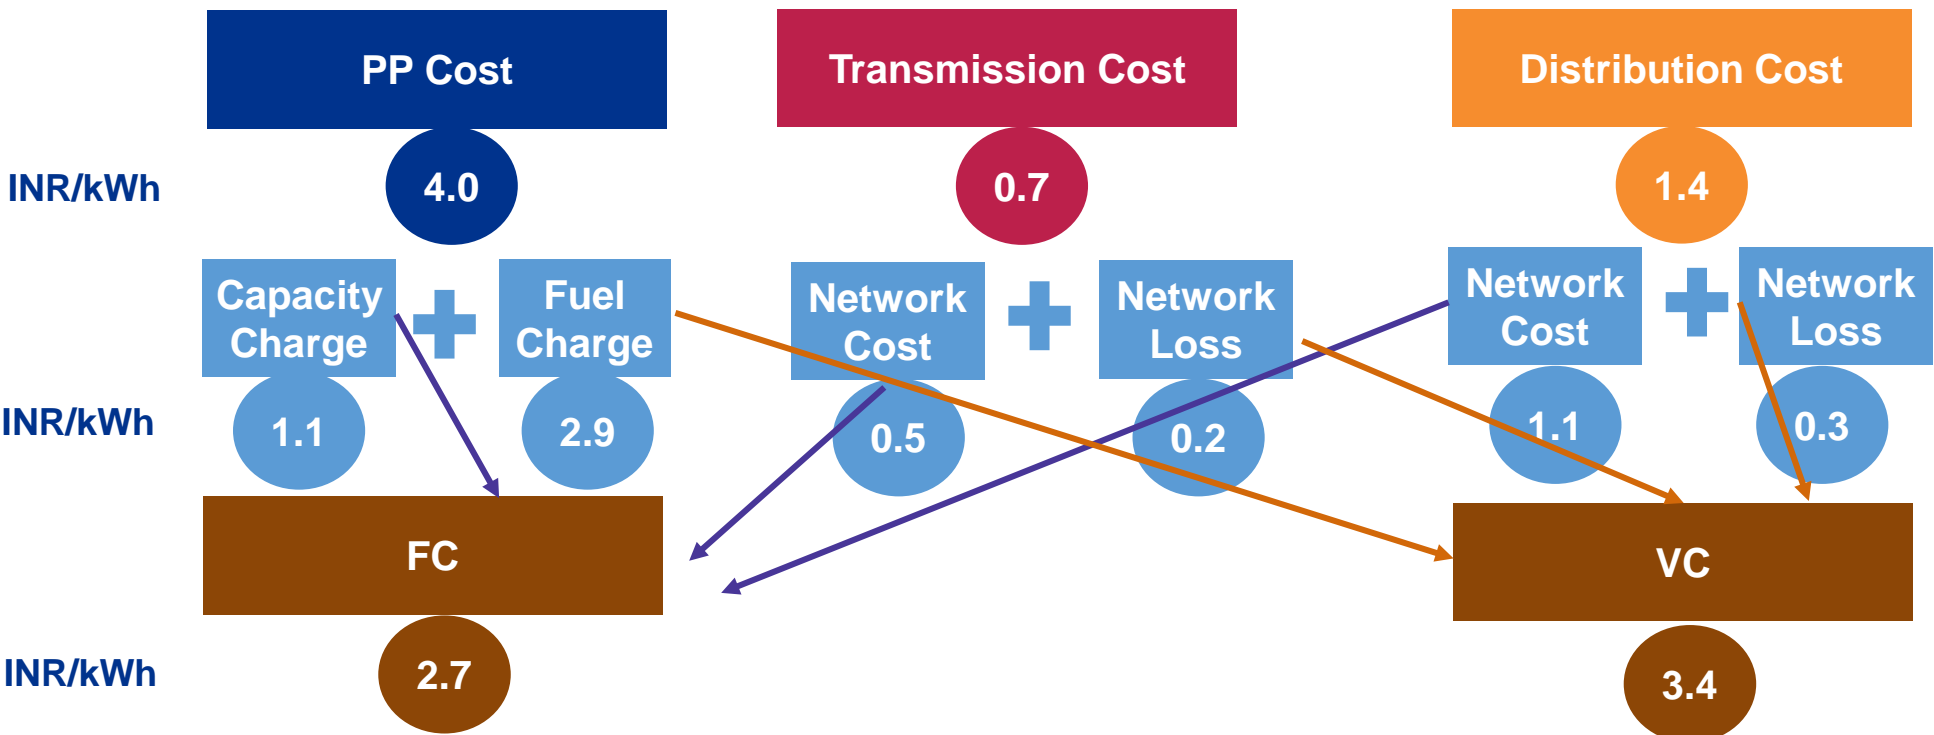 PP Cost
Transmission Cost
Distribution Cost
INR/kWh
4.0
0.7
1.4
Capacity
Charge
Fuel
Charge
Network
Cost
Network
Loss
Network
Cost
Network
Loss
INR/kWh
1.1
2.9
0.5
0.2
1.1
0.3
FC
VC
INR/kWh
2.7
3.4